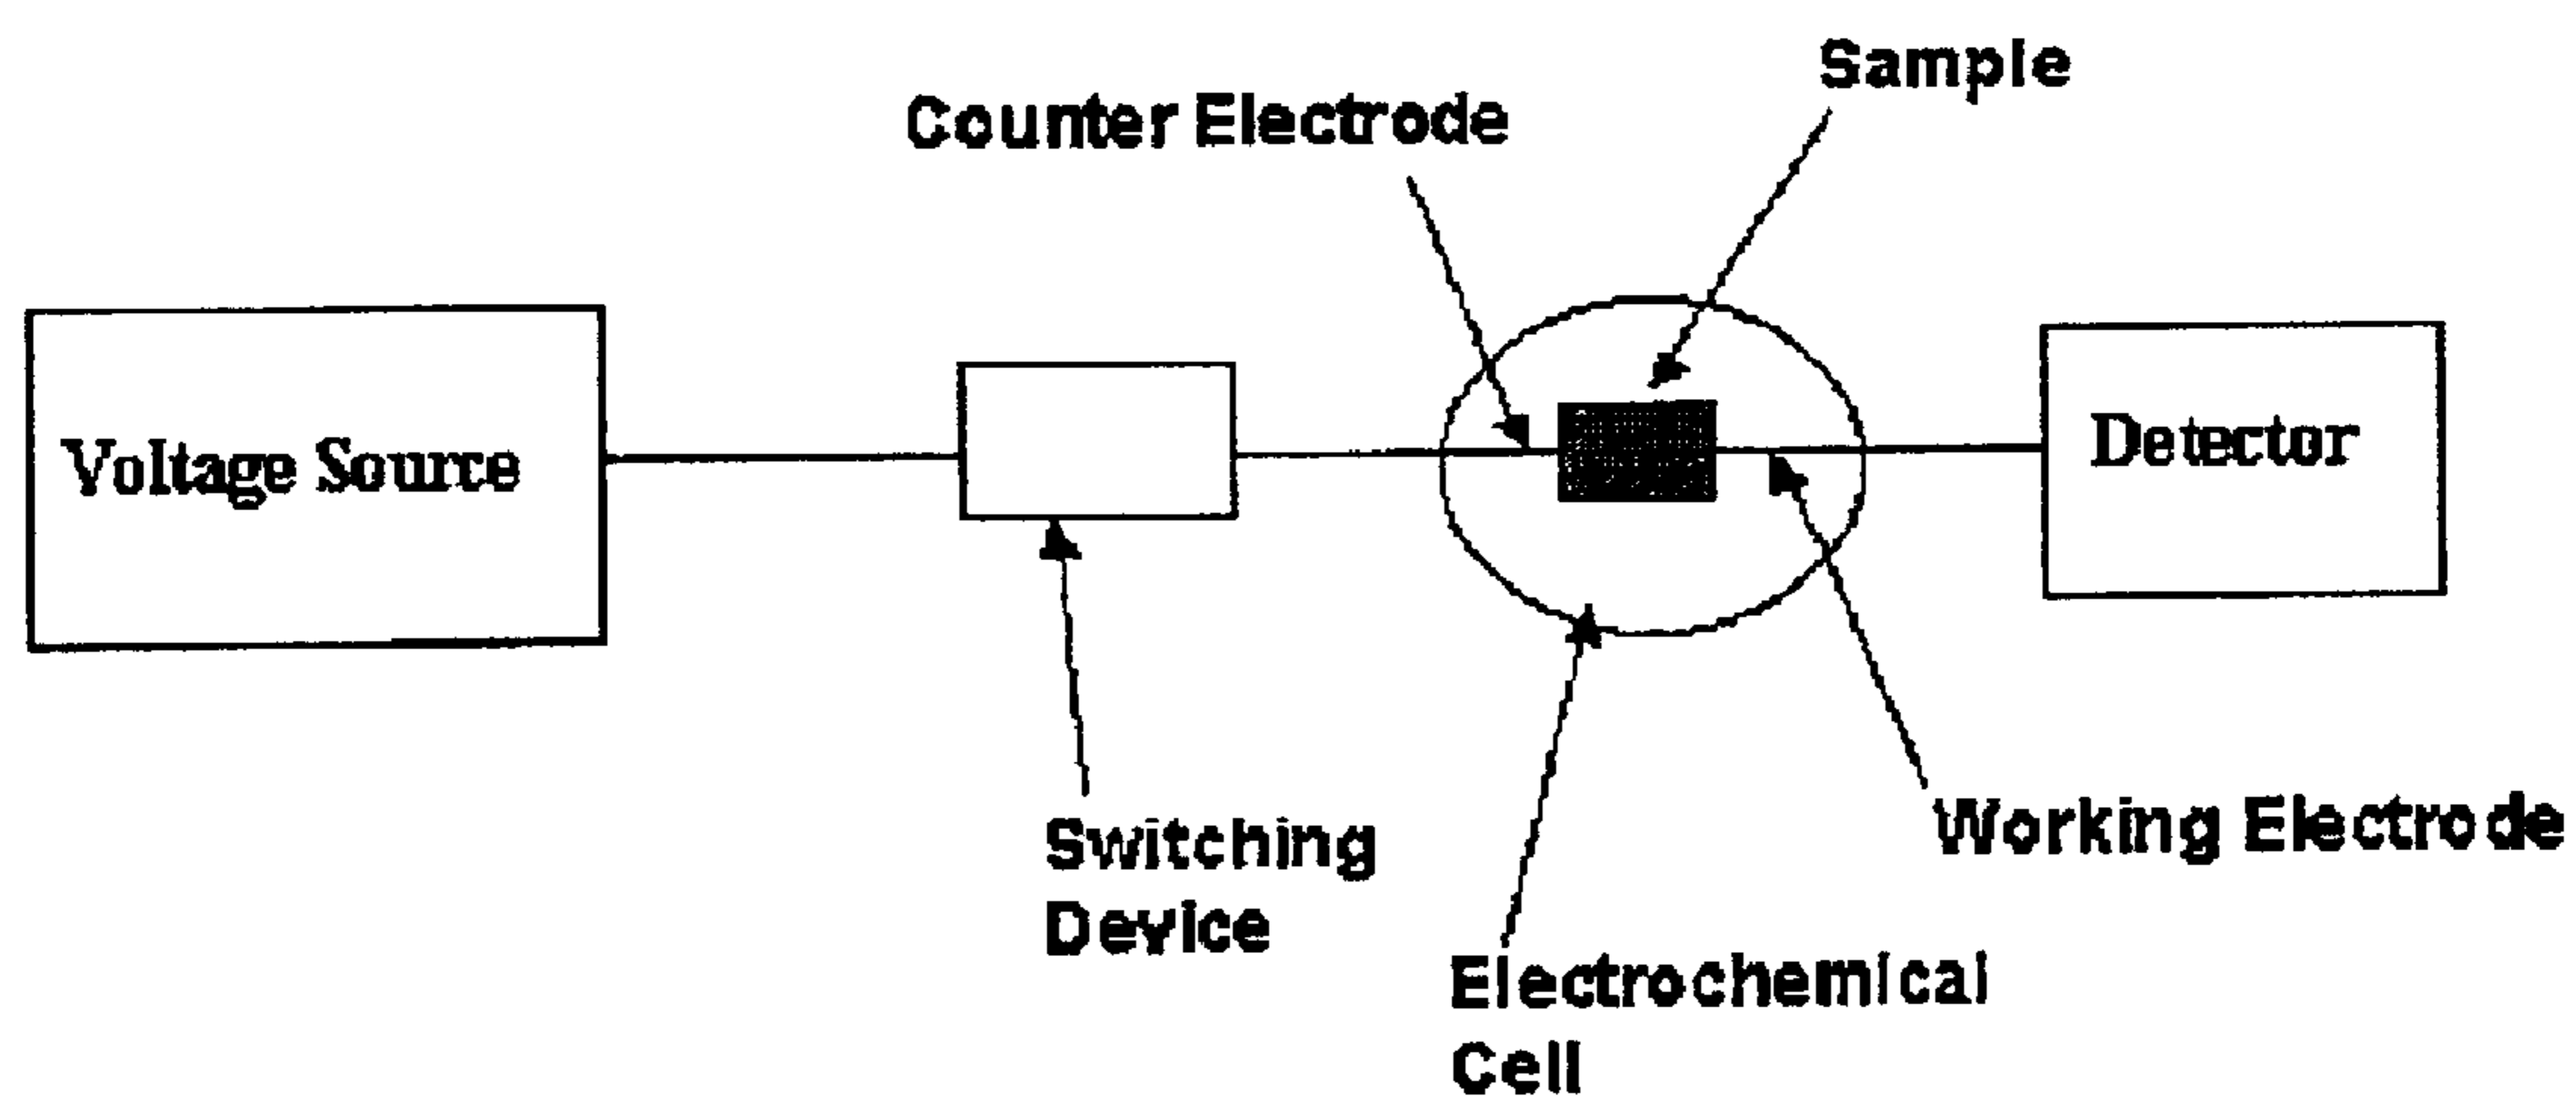 Sample
Counter Electrode
Voltage Source
Detector
Switching
Device
Working Electrode
Electrochemical
Cell